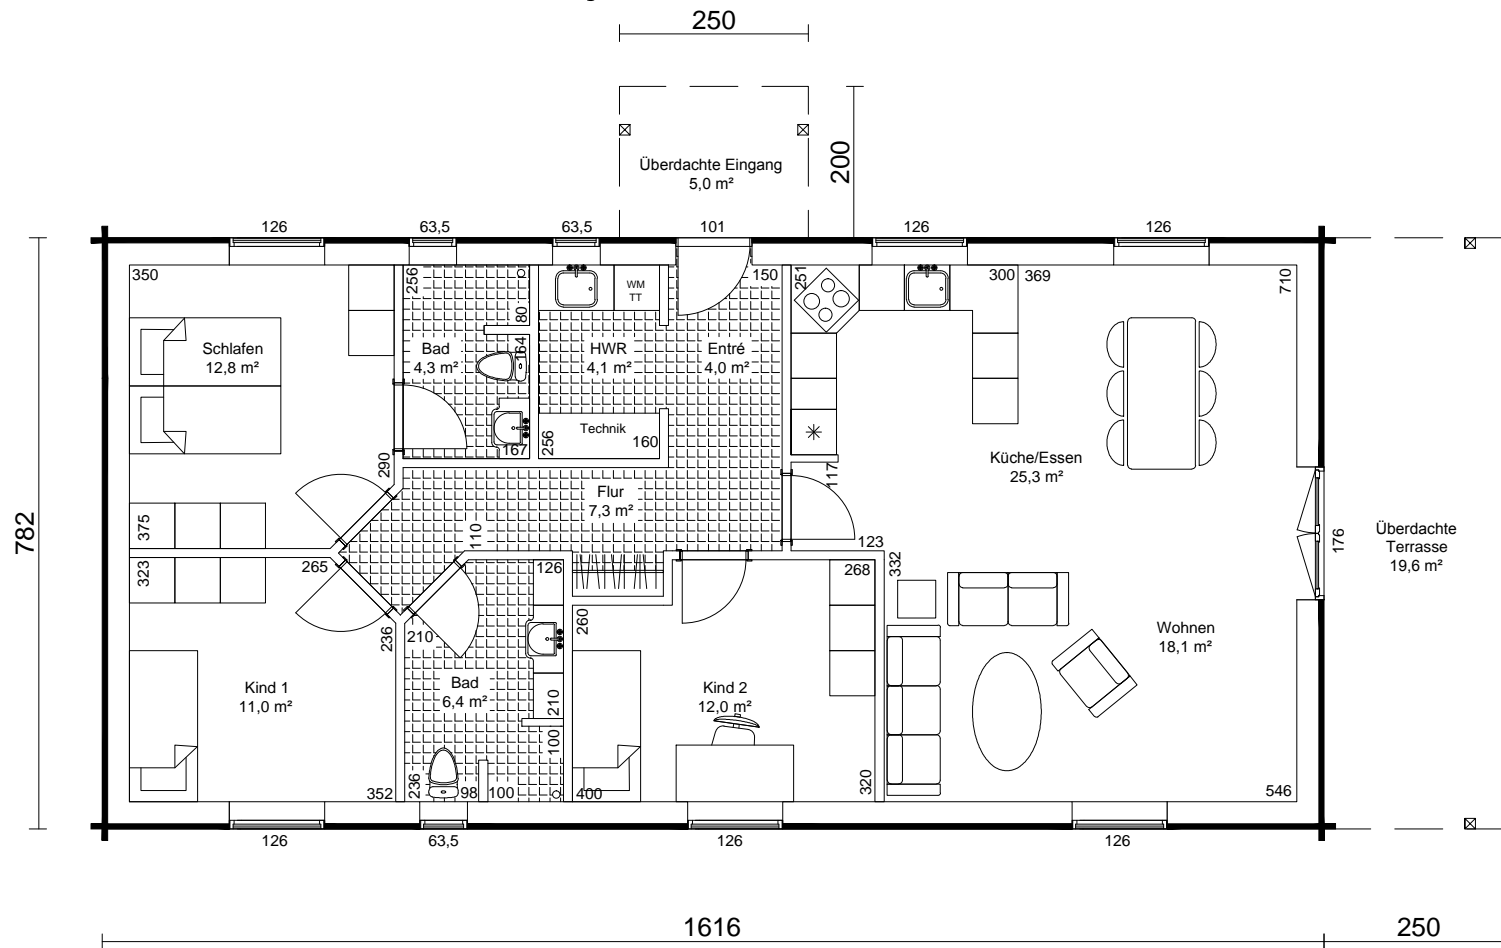 250
200
Überdachte Eingang
5,0 m²
126
63,5
63,5
101
126
126
350
256
80
164
WM
TT
150
251
300
369
710
Schlafen
12,8 m²
Bad
4,3 m²
HWR
4,1 m²
Entré
4,0 m²
Technik
160
167
256
290
117
Küche/Essen
25,3 m²
Flur
7,3 m²
375
323
265
110
123
782
176
Überdachte
Terrasse
19,6 m²
126
268
332
236
210
260
Wohnen
18,1 m²
Kind 1
11,0 m²
Bad
6,4 m²
210
100
Kind 2
12,0 m²
352
236
98
100
400
320
546
126
63,5
126
126
1616
250